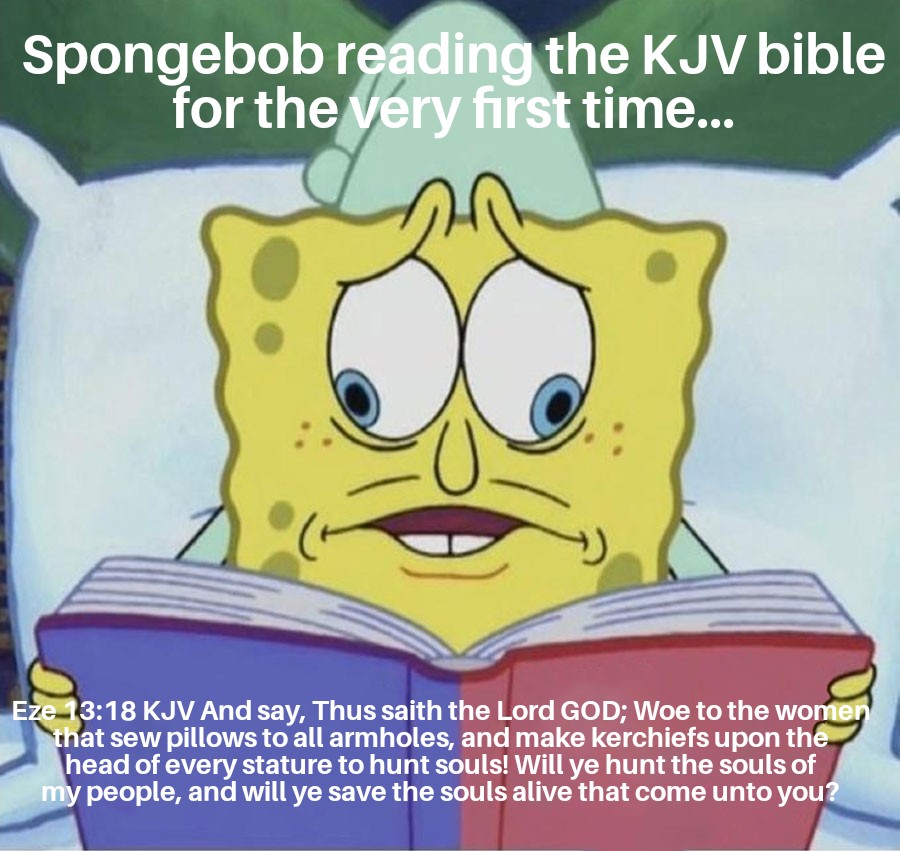 Spongebob reading the KJV bible
for the very first time...
Eze 13:18 KJV And say, Thus saith the Lord GOD; Woe to the women
that sew pillows to all armholes, and make kerchiefs upon the
head of every stature to hunt souls! Will ye hunt the souls of
my people, and will ye save the souls alive that come unto you?